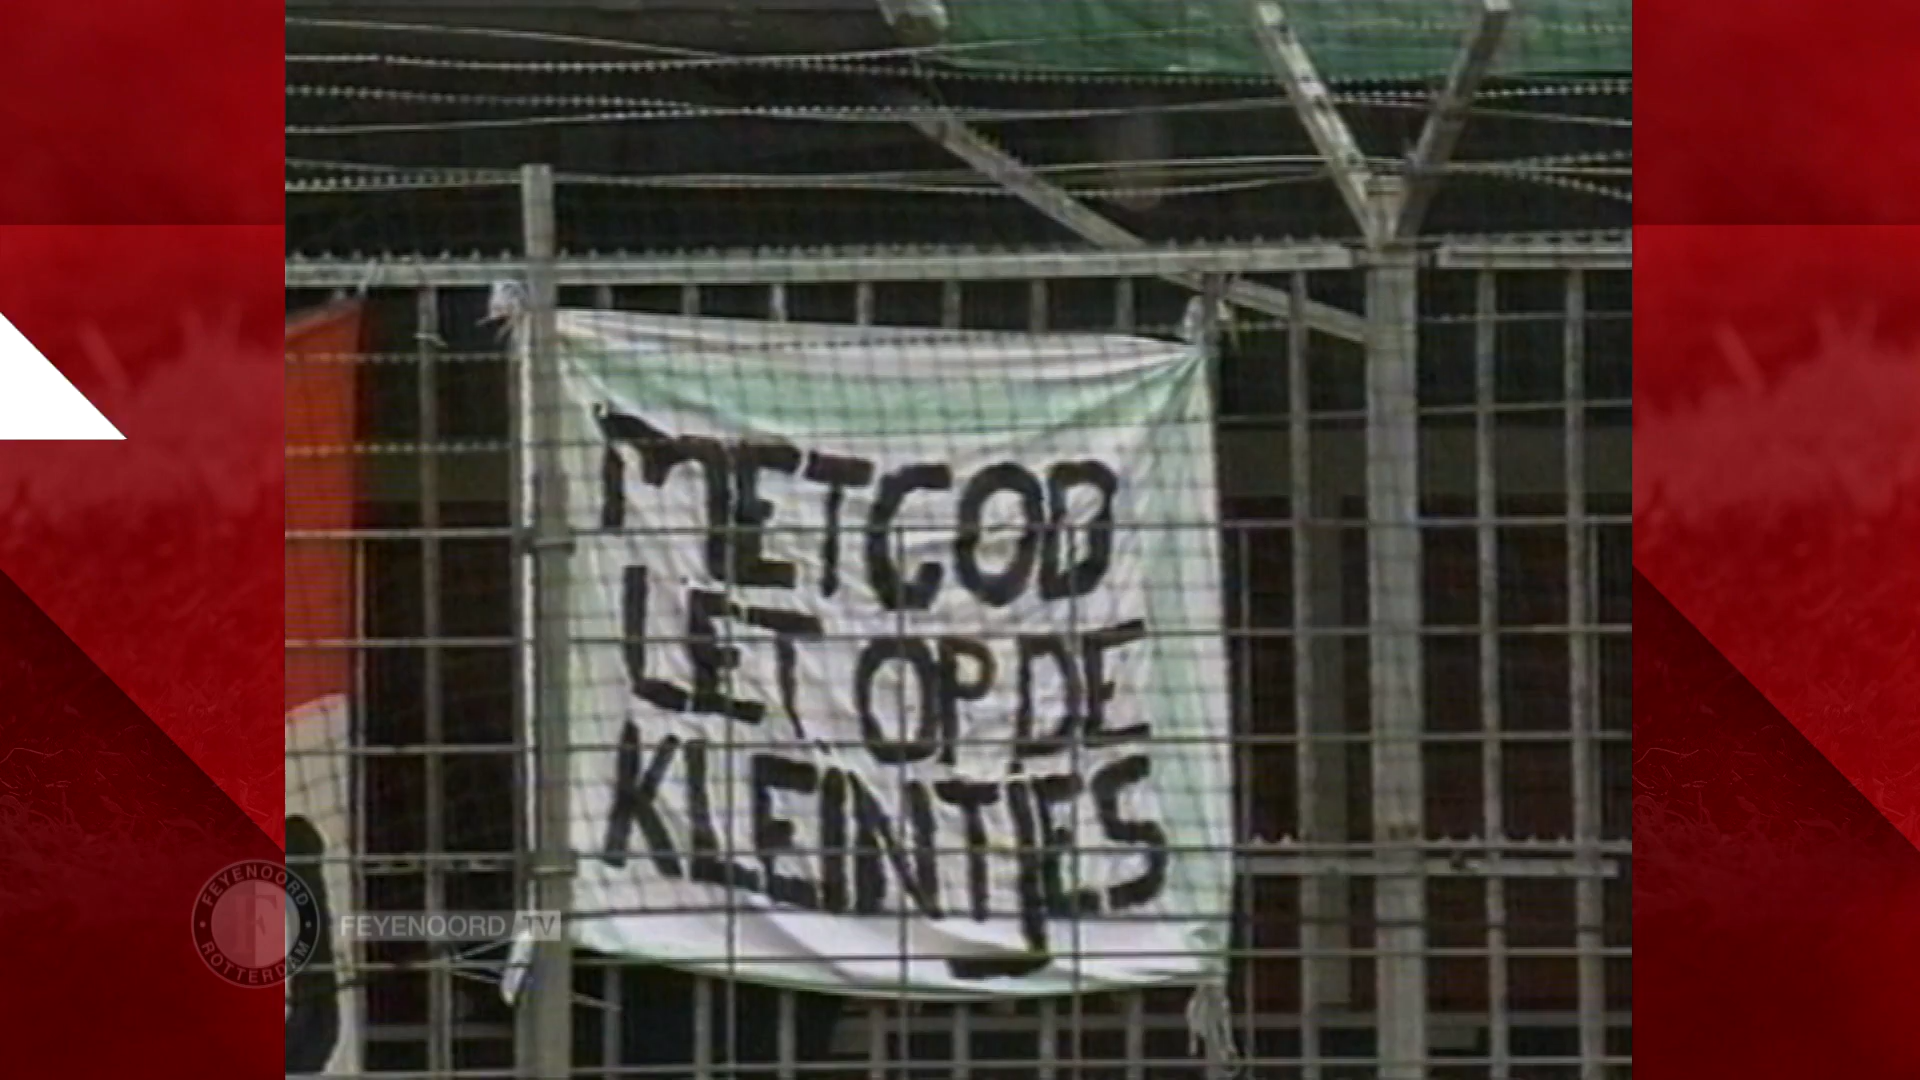 METGOD
LET OP DE
KLEINTJES
FEYENOORD
ROTTERDAM
FEYENOORD TV